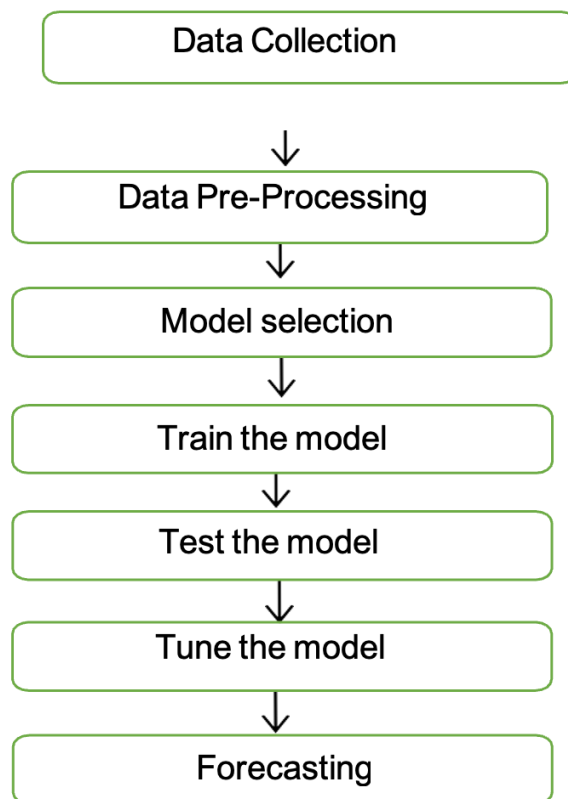 Data Collection
Data Pre-Processing
Model selection
Train the model
Test the model
Tune the model
Forecasting